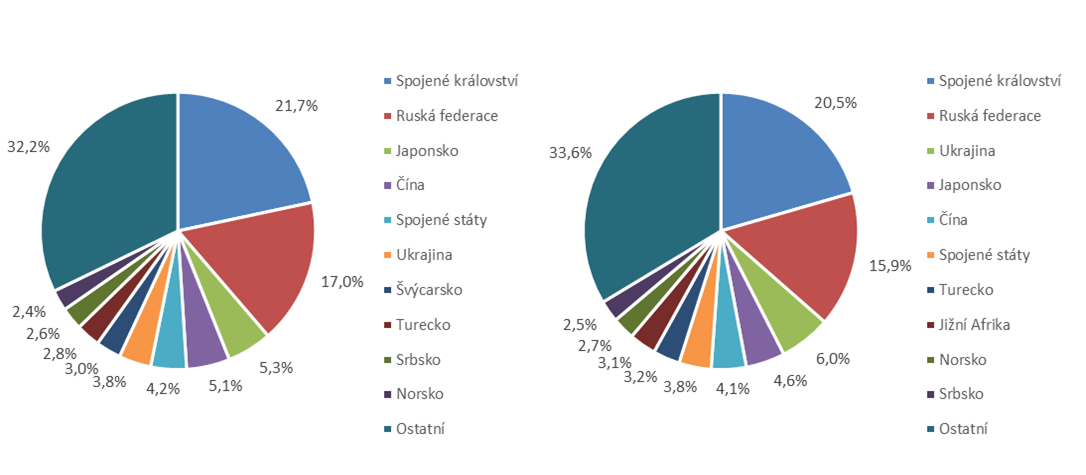 21,7%
17,0%
5,3%
5,1%
4,2%
3,8%
3,0%
2,8%
2,6%
2,4%
32,2%
Spojené království
Ruská federace
Japonsko
Čína
Spojené státy
Ukrajina
Švýcarsko
Turecko
Srbsko
Norsko
Ostatní
20,5%
15,9%
6,0%
4,6%
4,1%
3,8%
3,2%
3,1%
2,7%
2,5%
33,6%
Spojené království
Ruská federace
Ukrajina
Japonsko
Čína
Spojené státy
Turecko
Jižní Afrika
Norsko
Srbsko
Ostatní